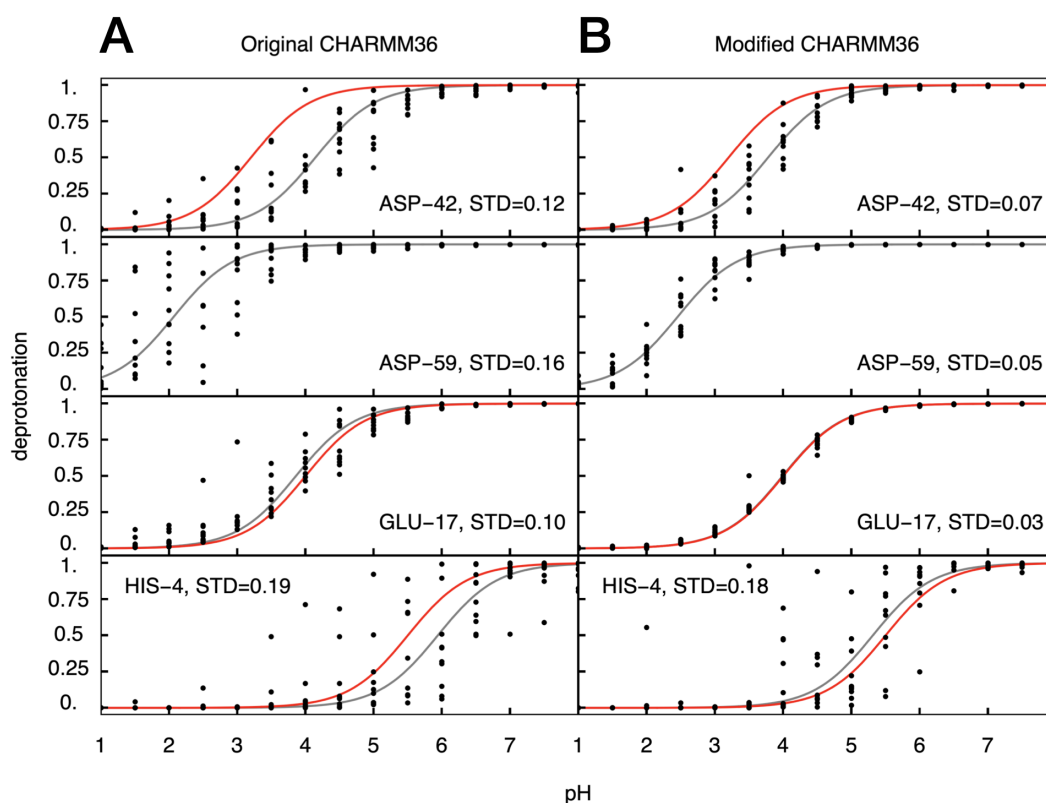 A
Original CHARMM36
B
Modified CHARMM36
deprotonation
1.
0.75
0.5
0.25
0.
ASP-42, STD=0.12
ASP-42, STD=0.07
1.
0.75
0.5
0.25
0.
ASP-59, STD=0.16
ASP-59, STD=0.05
1.
0.75
0.5
0.25
0.
GLU-17, STD=0.10
GLU-17, STD=0.03
1.
0.75
0.5
0.25
0.
HIS-4, STD=0.19
HIS-4, STD=0.18
1 2 3 4 5 6 7 1 2 3 4 5 6 7
pH